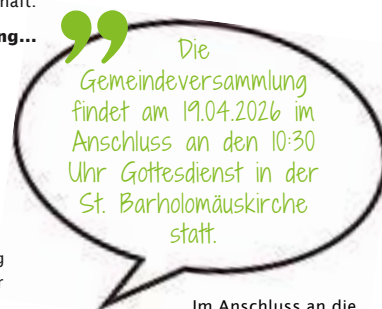 haft.
ng...
Die
Gemeindeversammlung
findet am 19.04.2026 im
Anschluss an den 10:30
Uhr Gottesdienst in der
St. Barholomäuskirche
statt.
g
r
Im Anschluss an die